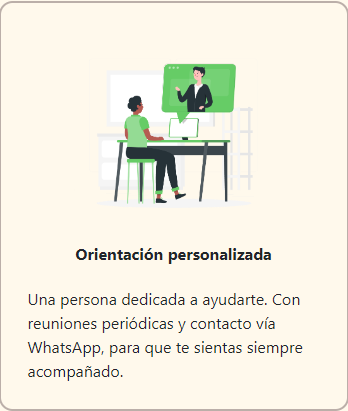 Orientación personalizada
Una persona dedicada a ayudarte. Con
reuniones periódicas y contacto vía
WhatsApp, para que te sientas siempre
acompañado.